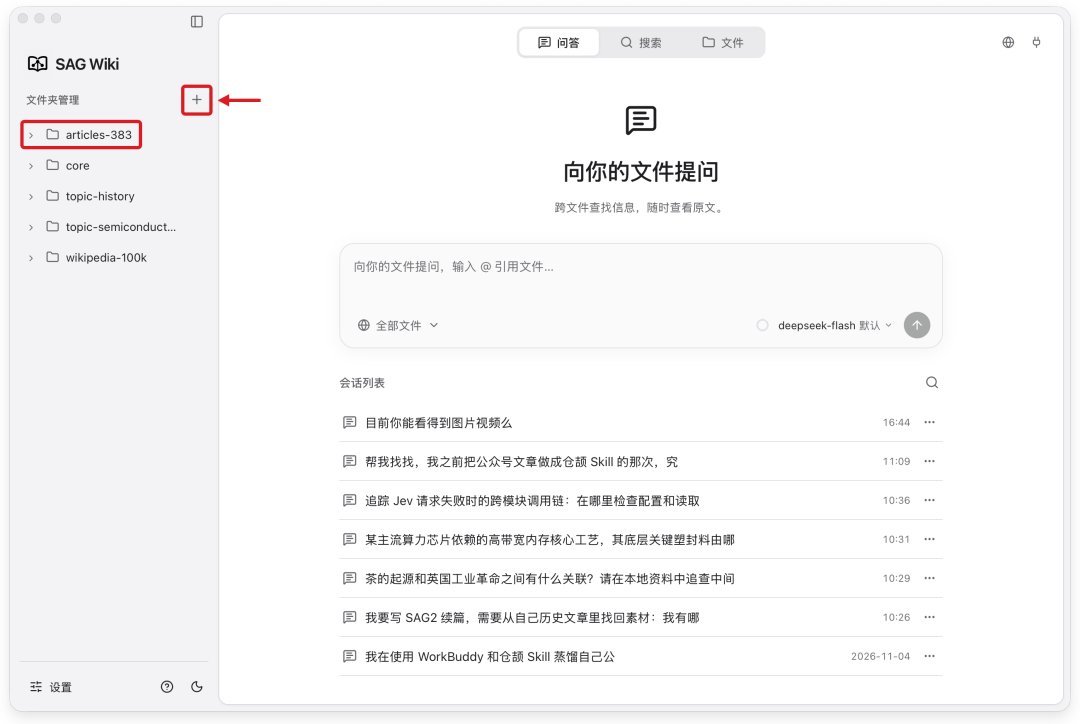 SAG Wiki
文件夹管理
articles-383
core
topic-history
topic-semiconduct...
wikipedia-100k
设置
问答 搜索 文件
向你的文件提问
跨文件查找信息，随时查看原文。
向你的文件提问，输入 @ 引用文件...
全部文件 deepseek-flash 默认
会话列表
目前你能看得到图片视频么 16:44
帮我找找，我之前把公众号文章做成仓颉 Skill 的那次，究 11:09
追踪 Jev 请求失败时的跨模块调用链：在哪里检查配置和读取 10:36
某主流算力芯片依赖的高带宽内存核心工艺，其底层关键塑封料由哪 10:31
茶的起源和英国工业革命之间有什么关联？请在本地资料中追查中间 10:29
我要写 SAG2 续篇，需要从自己历史文章里找回素材：我有哪 10:26
我在使用 WorkBuddy 和仓颉 Skill 蒸馏自己公 2026-11-04